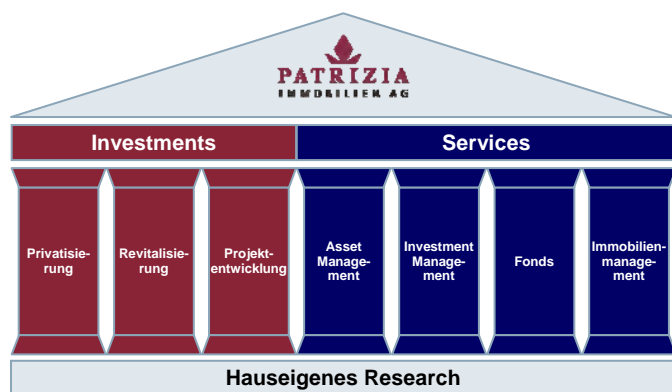 PATRIZIA
IMMOBILIEN AG
Investments
Services
Privatisie-
rung
Revitalisie-
rung
Projekt-
entwicklung
Asset
Manage-
ment
Investment
Manage-
ment
Fonds
Immobilien-
manage-
ment
Hauseigenes Research